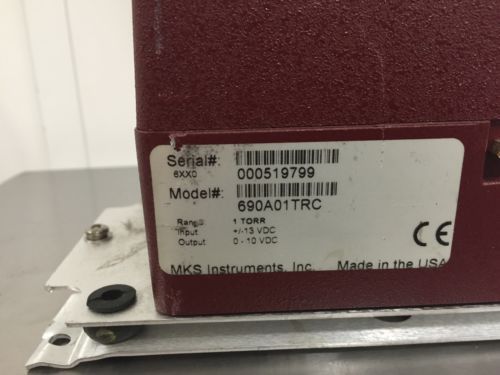 Serial#:
6XX0 000519799
Model#:
690A01TRC
Range 1 TORR
Input +/-13 VDC
Output 0 - 10 VDC
CE
MKS Instruments, Inc. Made in the USA